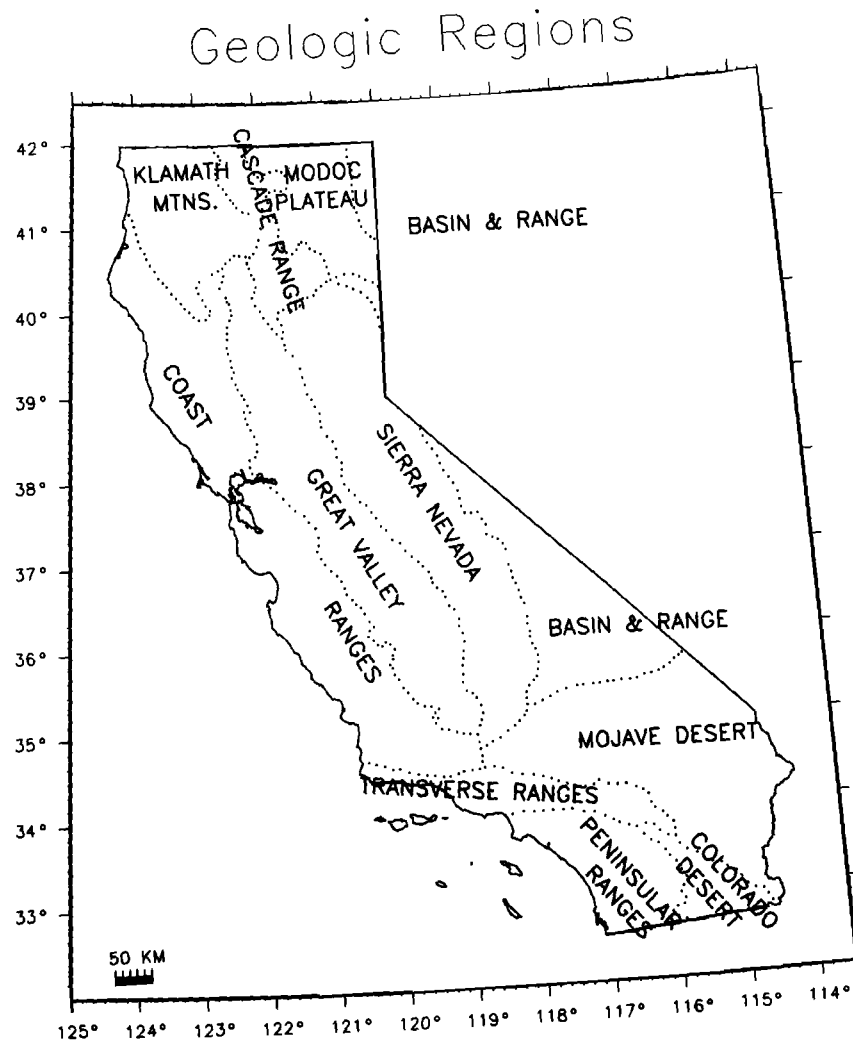 Geologic Regions
42°
41°
40°
39°
38°
37°
36°
35°
34°
33°
KLAMATH
MTNS.
CASCADE RANGE
MODOC
PLATEAU
BASIN & RANGE
COAST
RANGES
GREAT VALLEY
SIERRA NEVADA
BASIN & RANGE
MOJAVE DESERT
TRANSVERSE RANGES
PENINSULAR
RANGES
COLORADO
DESERT
50 KM
125° 124° 123° 122° 121° 120° 119° 118° 117° 116° 115° 114°